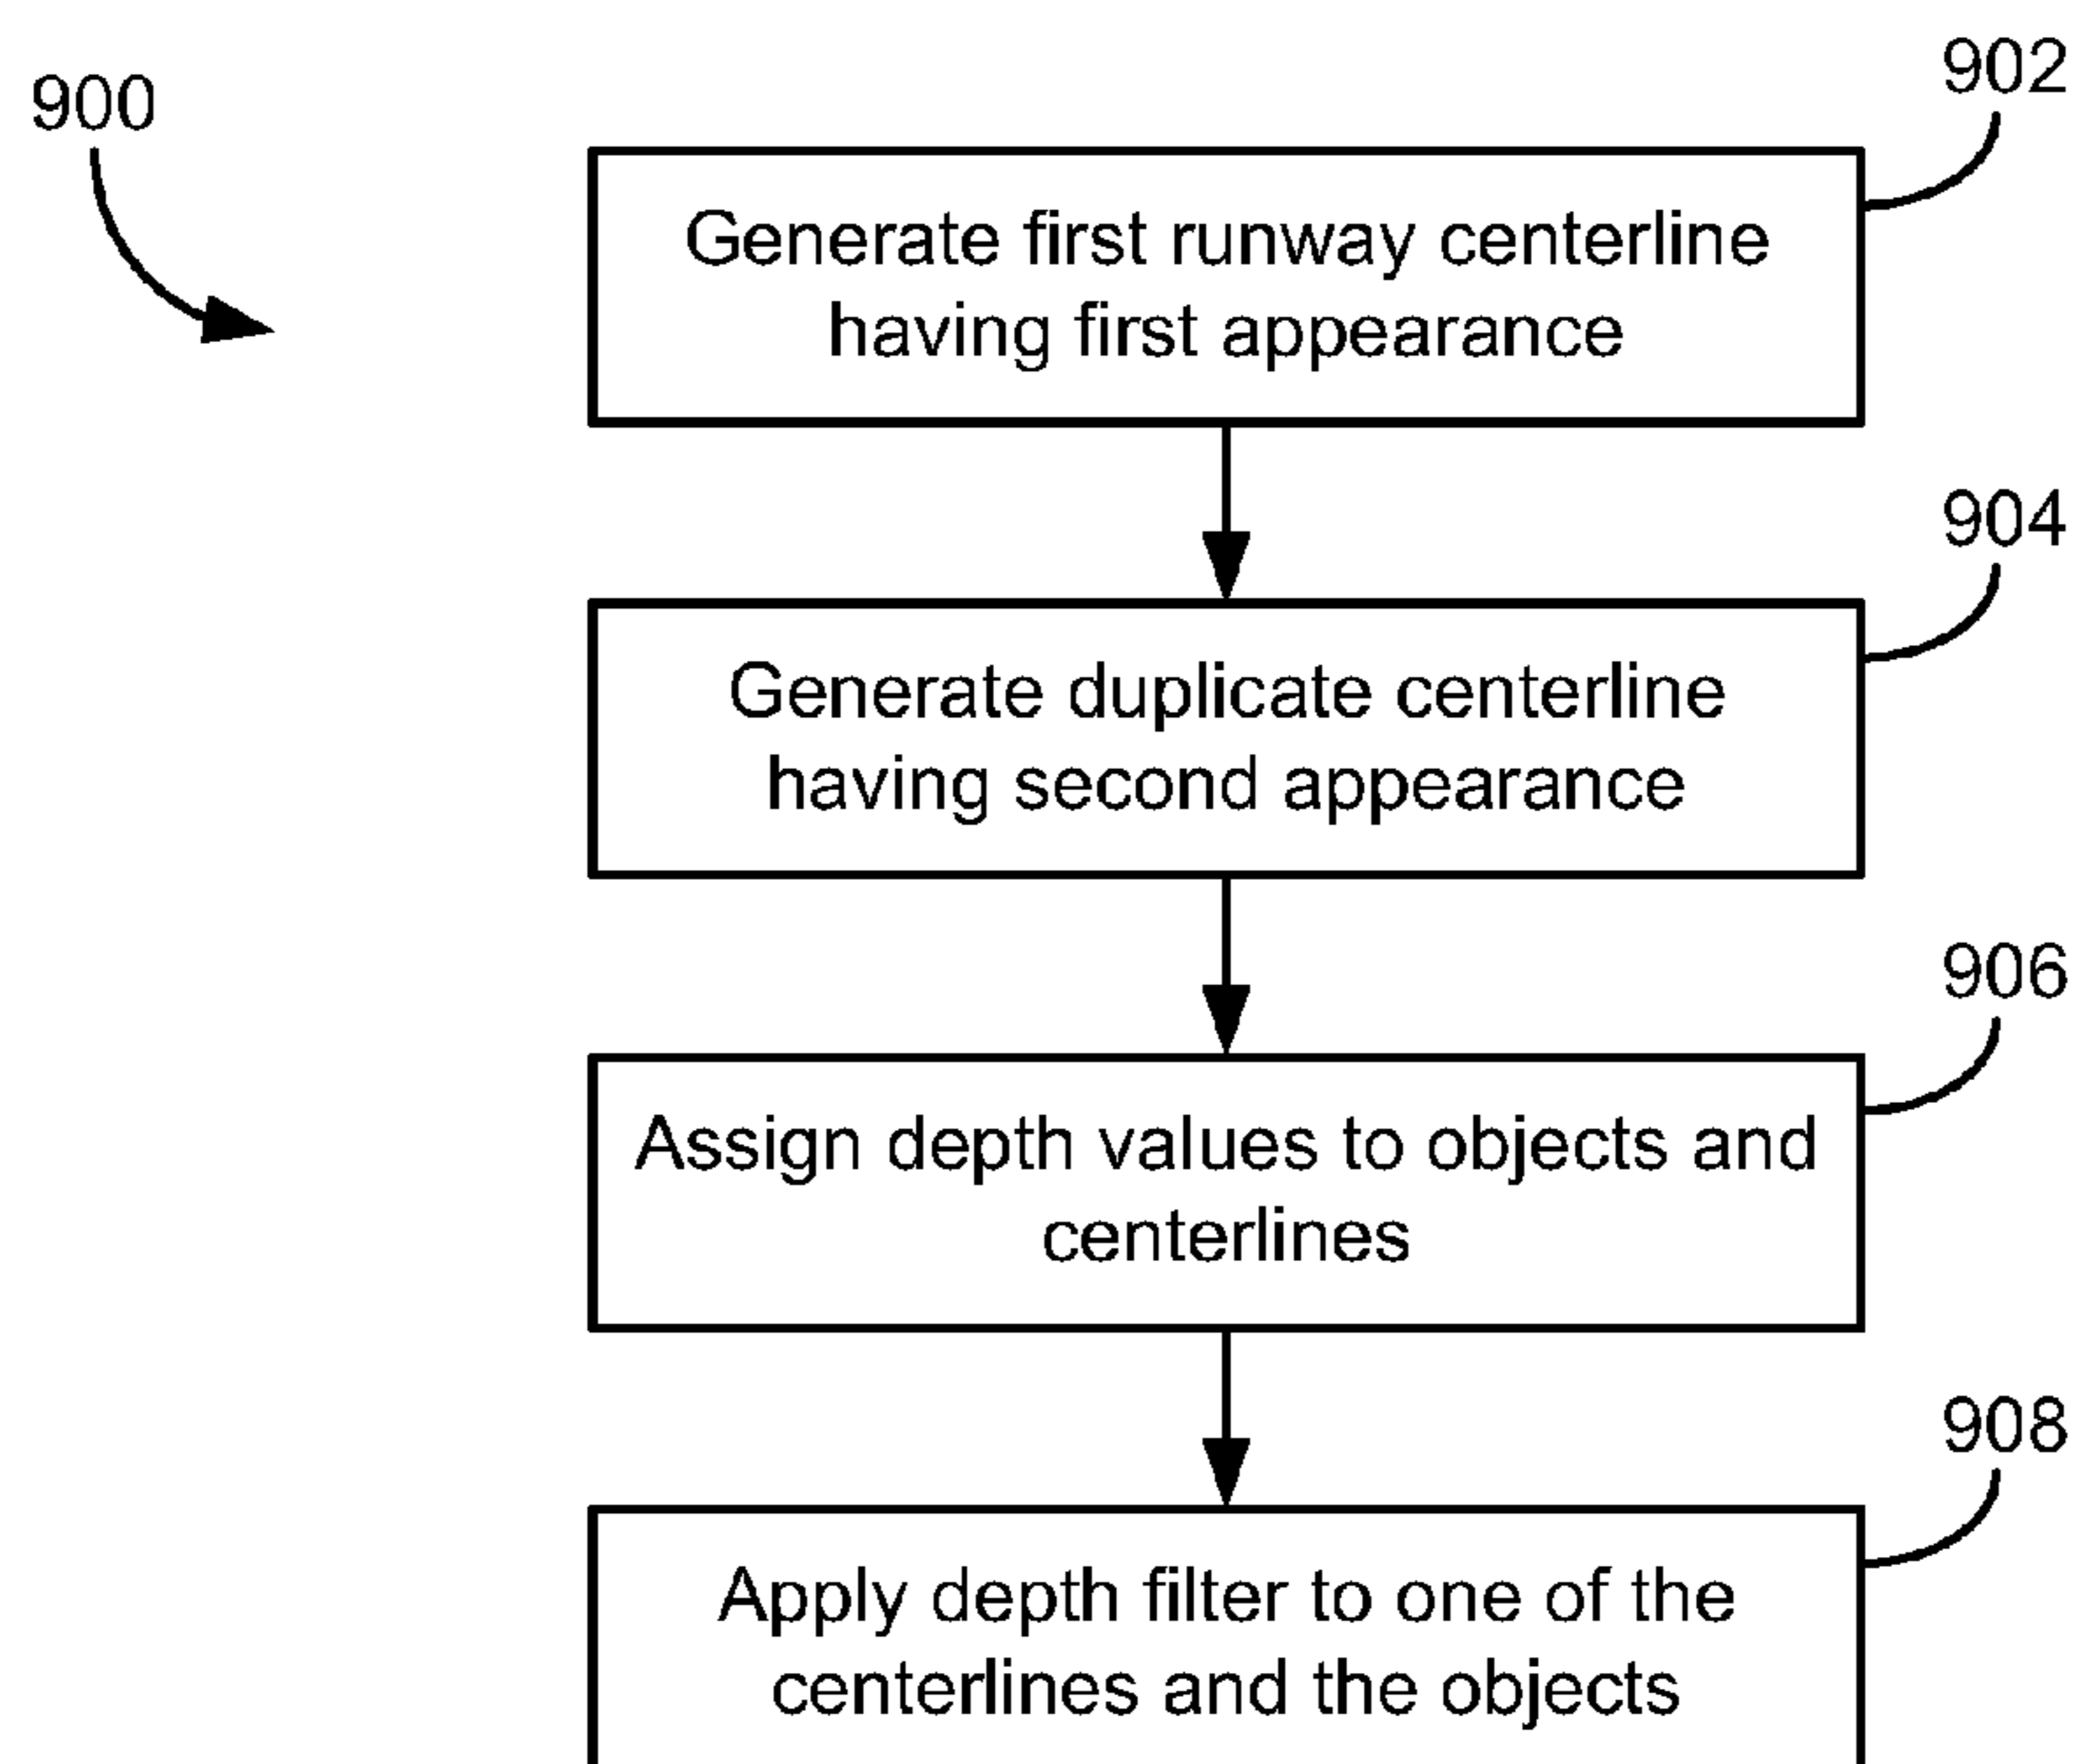 900
902
Generate first runway centerline
having first appearance
904
Generate duplicate centerline
having second appearance
906
Assign depth values to objects and
centerlines
908
Apply depth filter to one of the
centerlines and the objects